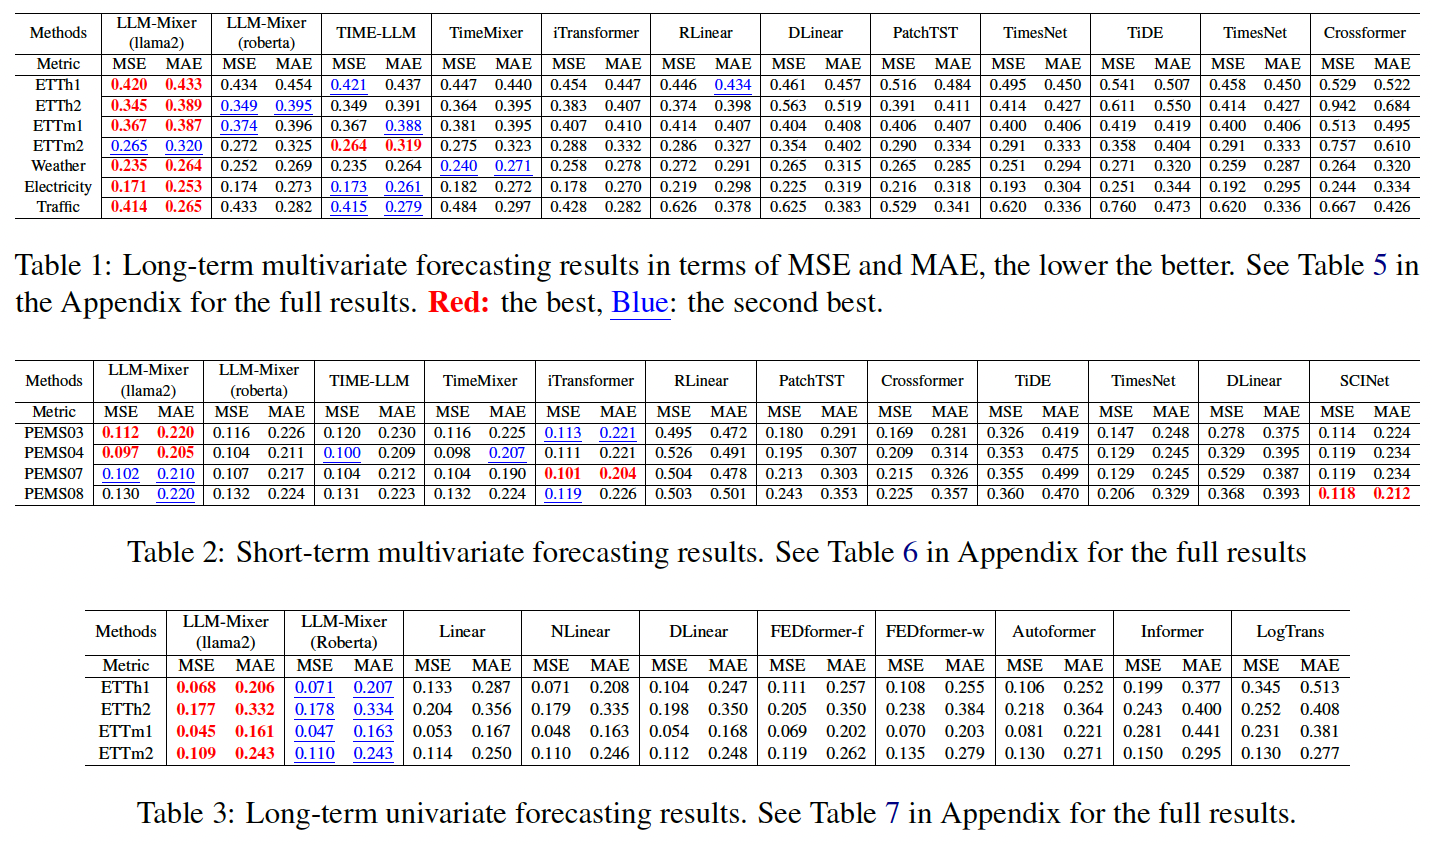 Methods LLM-Mixer (llama2) LLM-Mixer (roberta) TIME-LLM TimeMixer iTransformer RLinear DLinear PatchTST TimesNet TiDE TimesNet Crossformer
Metric MSE MAE MSE MAE MSE MAE MSE MAE MSE MAE MSE MAE MSE MAE MSE MAE MSE MAE MSE MAE MSE MAE MSE MAE
ETTh1 0.420 0.433 0.434 0.454 0.421 0.437 0.447 0.440 0.454 0.447 0.446 0.434 0.461 0.457 0.516 0.484 0.495 0.450 0.541 0.507 0.458 0.450 0.529 0.522
ETTh2 0.345 0.389 0.349 0.395 0.349 0.391 0.364 0.395 0.383 0.407 0.374 0.398 0.563 0.519 0.391 0.411 0.414 0.427 0.611 0.550 0.414 0.427 0.942 0.684
ETTm1 0.367 0.387 0.374 0.396 0.367 0.388 0.381 0.395 0.407 0.410 0.414 0.407 0.404 0.408 0.406 0.407 0.400 0.406 0.419 0.419 0.400 0.406 0.513 0.495
ETTm2 0.265 0.320 0.272 0.325 0.264 0.319 0.275 0.323 0.288 0.332 0.286 0.327 0.354 0.402 0.290 0.334 0.291 0.333 0.358 0.404 0.291 0.333 0.757 0.610
Weather 0.235 0.264 0.252 0.269 0.235 0.264 0.240 0.271 0.258 0.278 0.272 0.291 0.265 0.315 0.265 0.285 0.251 0.294 0.271 0.320 0.259 0.287 0.264 0.320
Electricity 0.171 0.253 0.174 0.273 0.173 0.261 0.182 0.272 0.178 0.270 0.219 0.298 0.225 0.319 0.216 0.318 0.193 0.304 0.251 0.344 0.192 0.295 0.244 0.334
Traffic 0.414 0.265 0.433 0.282 0.415 0.279 0.484 0.297 0.428 0.282 0.626 0.378 0.625 0.383 0.529 0.341 0.620 0.336 0.760 0.473 0.620 0.336 0.667 0.426
Table 1: Long-term multivariate forecasting results in terms of MSE and MAE, the lower the better. See Table 5 in
the Appendix for the full results. Red: the best, Blue: the second best.
Methods LLM-Mixer (llama2) LLM-Mixer (roberta) TIME-LLM TimeMixer iTransformer RLinear PatchTST Crossformer TiDE TimesNet DLinear SCINet
Metric MSE MAE MSE MAE MSE MAE MSE MAE MSE MAE MSE MAE MSE MAE MSE MAE MSE MAE MSE MAE MSE MAE MSE MAE
PEMS03 0.112 0.220 0.116 0.226 0.120 0.230 0.116 0.225 0.113 0.221 0.495 0.472 0.180 0.291 0.169 0.281 0.326 0.419 0.147 0.248 0.278 0.375 0.114 0.224
PEMS04 0.097 0.205 0.104 0.211 0.100 0.209 0.098 0.207 0.111 0.221 0.526 0.491 0.195 0.307 0.209 0.314 0.353 0.475 0.129 0.245 0.329 0.395 0.119 0.234
PEMS07 0.102 0.210 0.107 0.217 0.104 0.212 0.104 0.190 0.101 0.204 0.504 0.478 0.213 0.303 0.215 0.326 0.355 0.499 0.129 0.245 0.529 0.387 0.119 0.234
PEMS08 0.130 0.220 0.132 0.224 0.131 0.223 0.132 0.224 0.119 0.226 0.503 0.501 0.243 0.353 0.225 0.357 0.360 0.470 0.206 0.329 0.368 0.393 0.118 0.212
Table 2: Short-term multivariate forecasting results. See Table 6 in Appendix for the full results
Methods LLM-Mixer (llama2) LLM-Mixer (Roberta) Linear NLinear DLinear FEDformer-f FEDformer-w Autoformer Informer LogTrans
Metric MSE MAE MSE MAE MSE MAE MSE MAE MSE MAE MSE MAE MSE MAE MSE MAE MSE MAE MSE MAE
ETTh1 0.068 0.206 0.071 0.207 0.133 0.287 0.071 0.208 0.104 0.247 0.111 0.257 0.108 0.255 0.106 0.252 0.199 0.377 0.345 0.513
ETTh2 0.177 0.332 0.178 0.334 0.204 0.356 0.179 0.335 0.198 0.350 0.205 0.350 0.238 0.384 0.218 0.364 0.243 0.400 0.252 0.408
ETTm1 0.045 0.161 0.047 0.163 0.053 0.167 0.048 0.163 0.054 0.168 0.069 0.202 0.070 0.203 0.081 0.221 0.281 0.441 0.231 0.381
ETTm2 0.109 0.243 0.110 0.243 0.114 0.250 0.110 0.246 0.112 0.248 0.119 0.262 0.135 0.279 0.130 0.271 0.150 0.295 0.130 0.277
Table 3: Long-term univariate forecasting results. See Table 7 in Appendix for the full results.